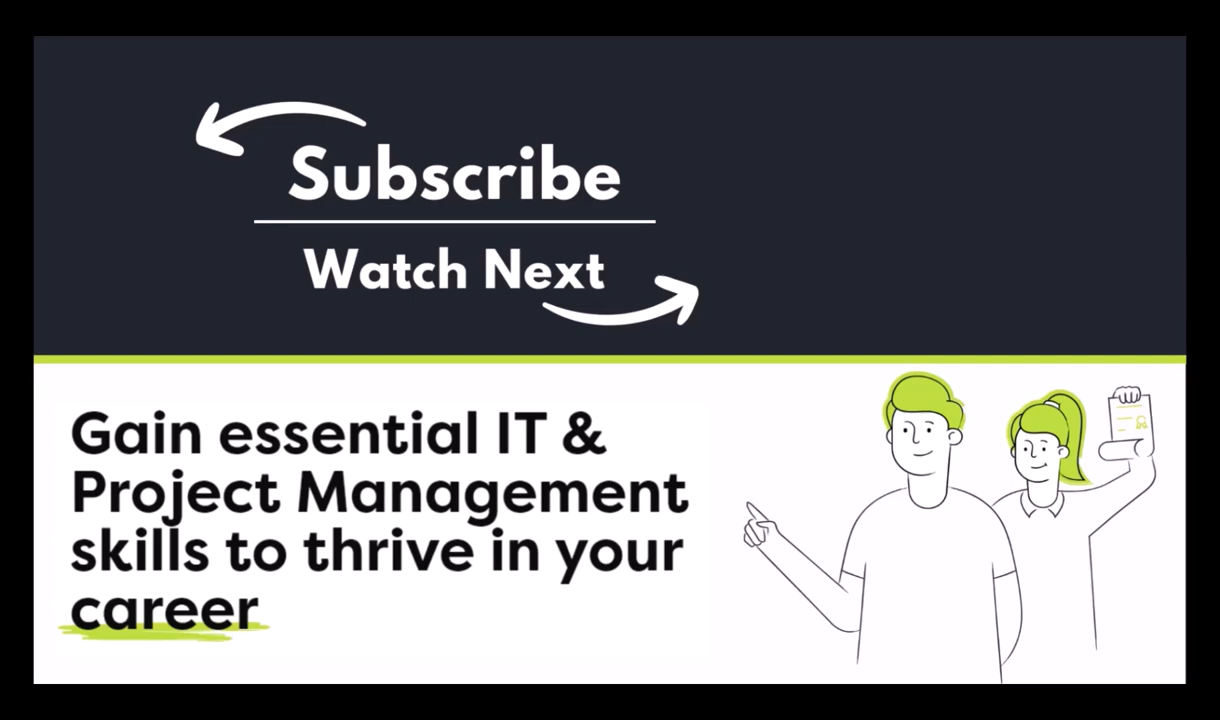 Subscribe
Watch Next
Gain essential IT &
Project Management
skills to thrive in your
career